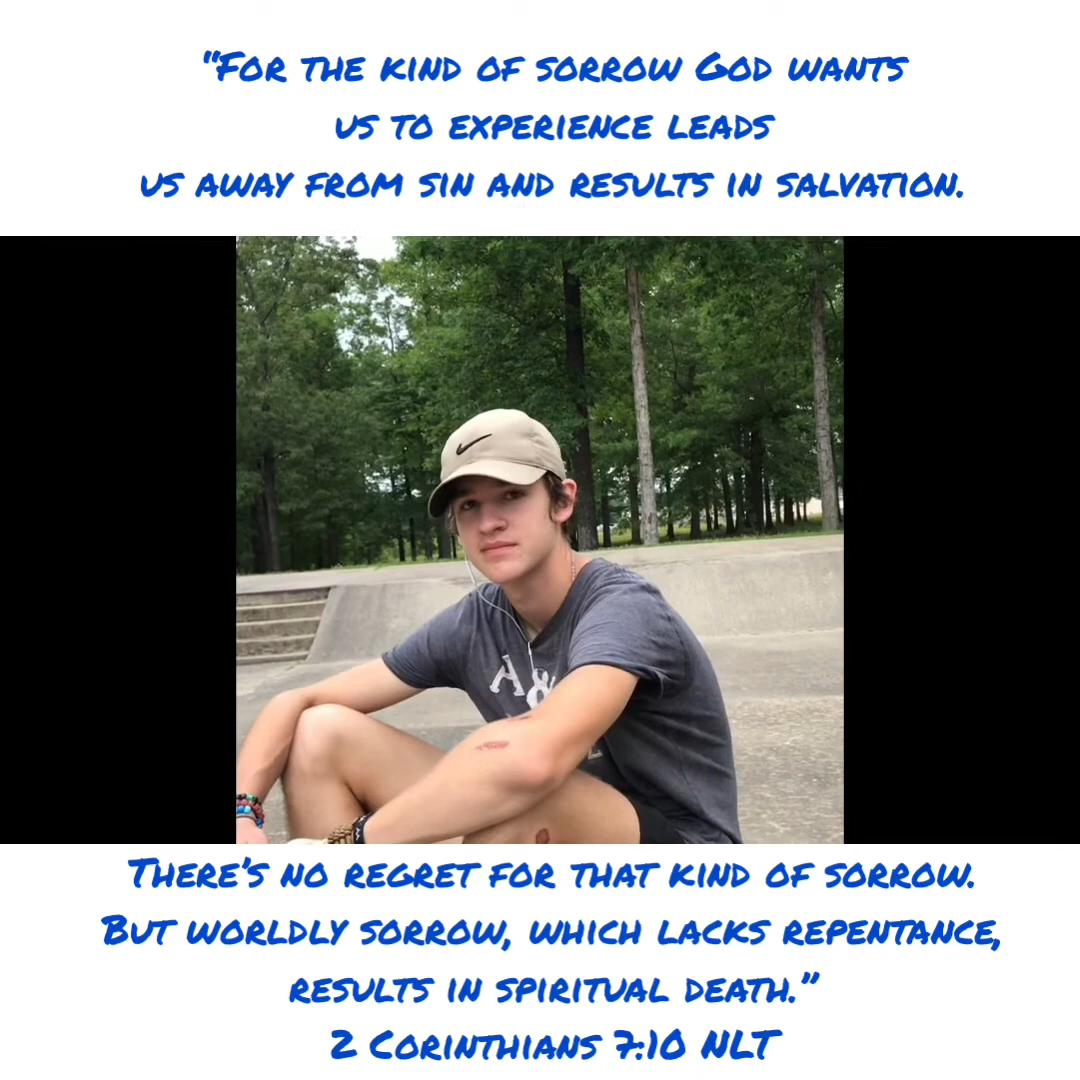 “For the kind of sorrow God wants
us to experience leads
us away from sin and results in salvation.
A &
There’s no regret for that kind of sorrow.
But worldly sorrow, which lacks repentance,
results in spiritual death.”
2 Corinthians 7:10 NLT